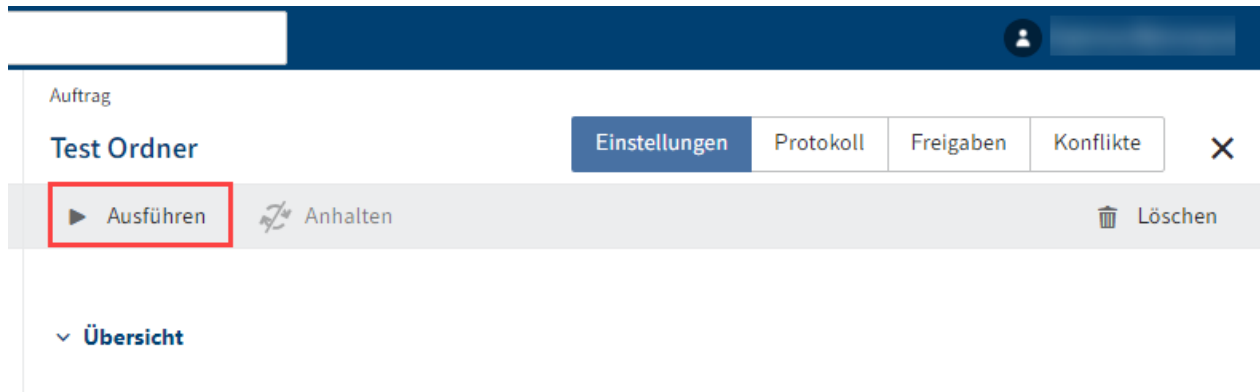 Auftrag
Test Ordner
Einstellungen Protokoll Freigaben Konflikte
Ausführen Anhalten Löschen
Übersicht